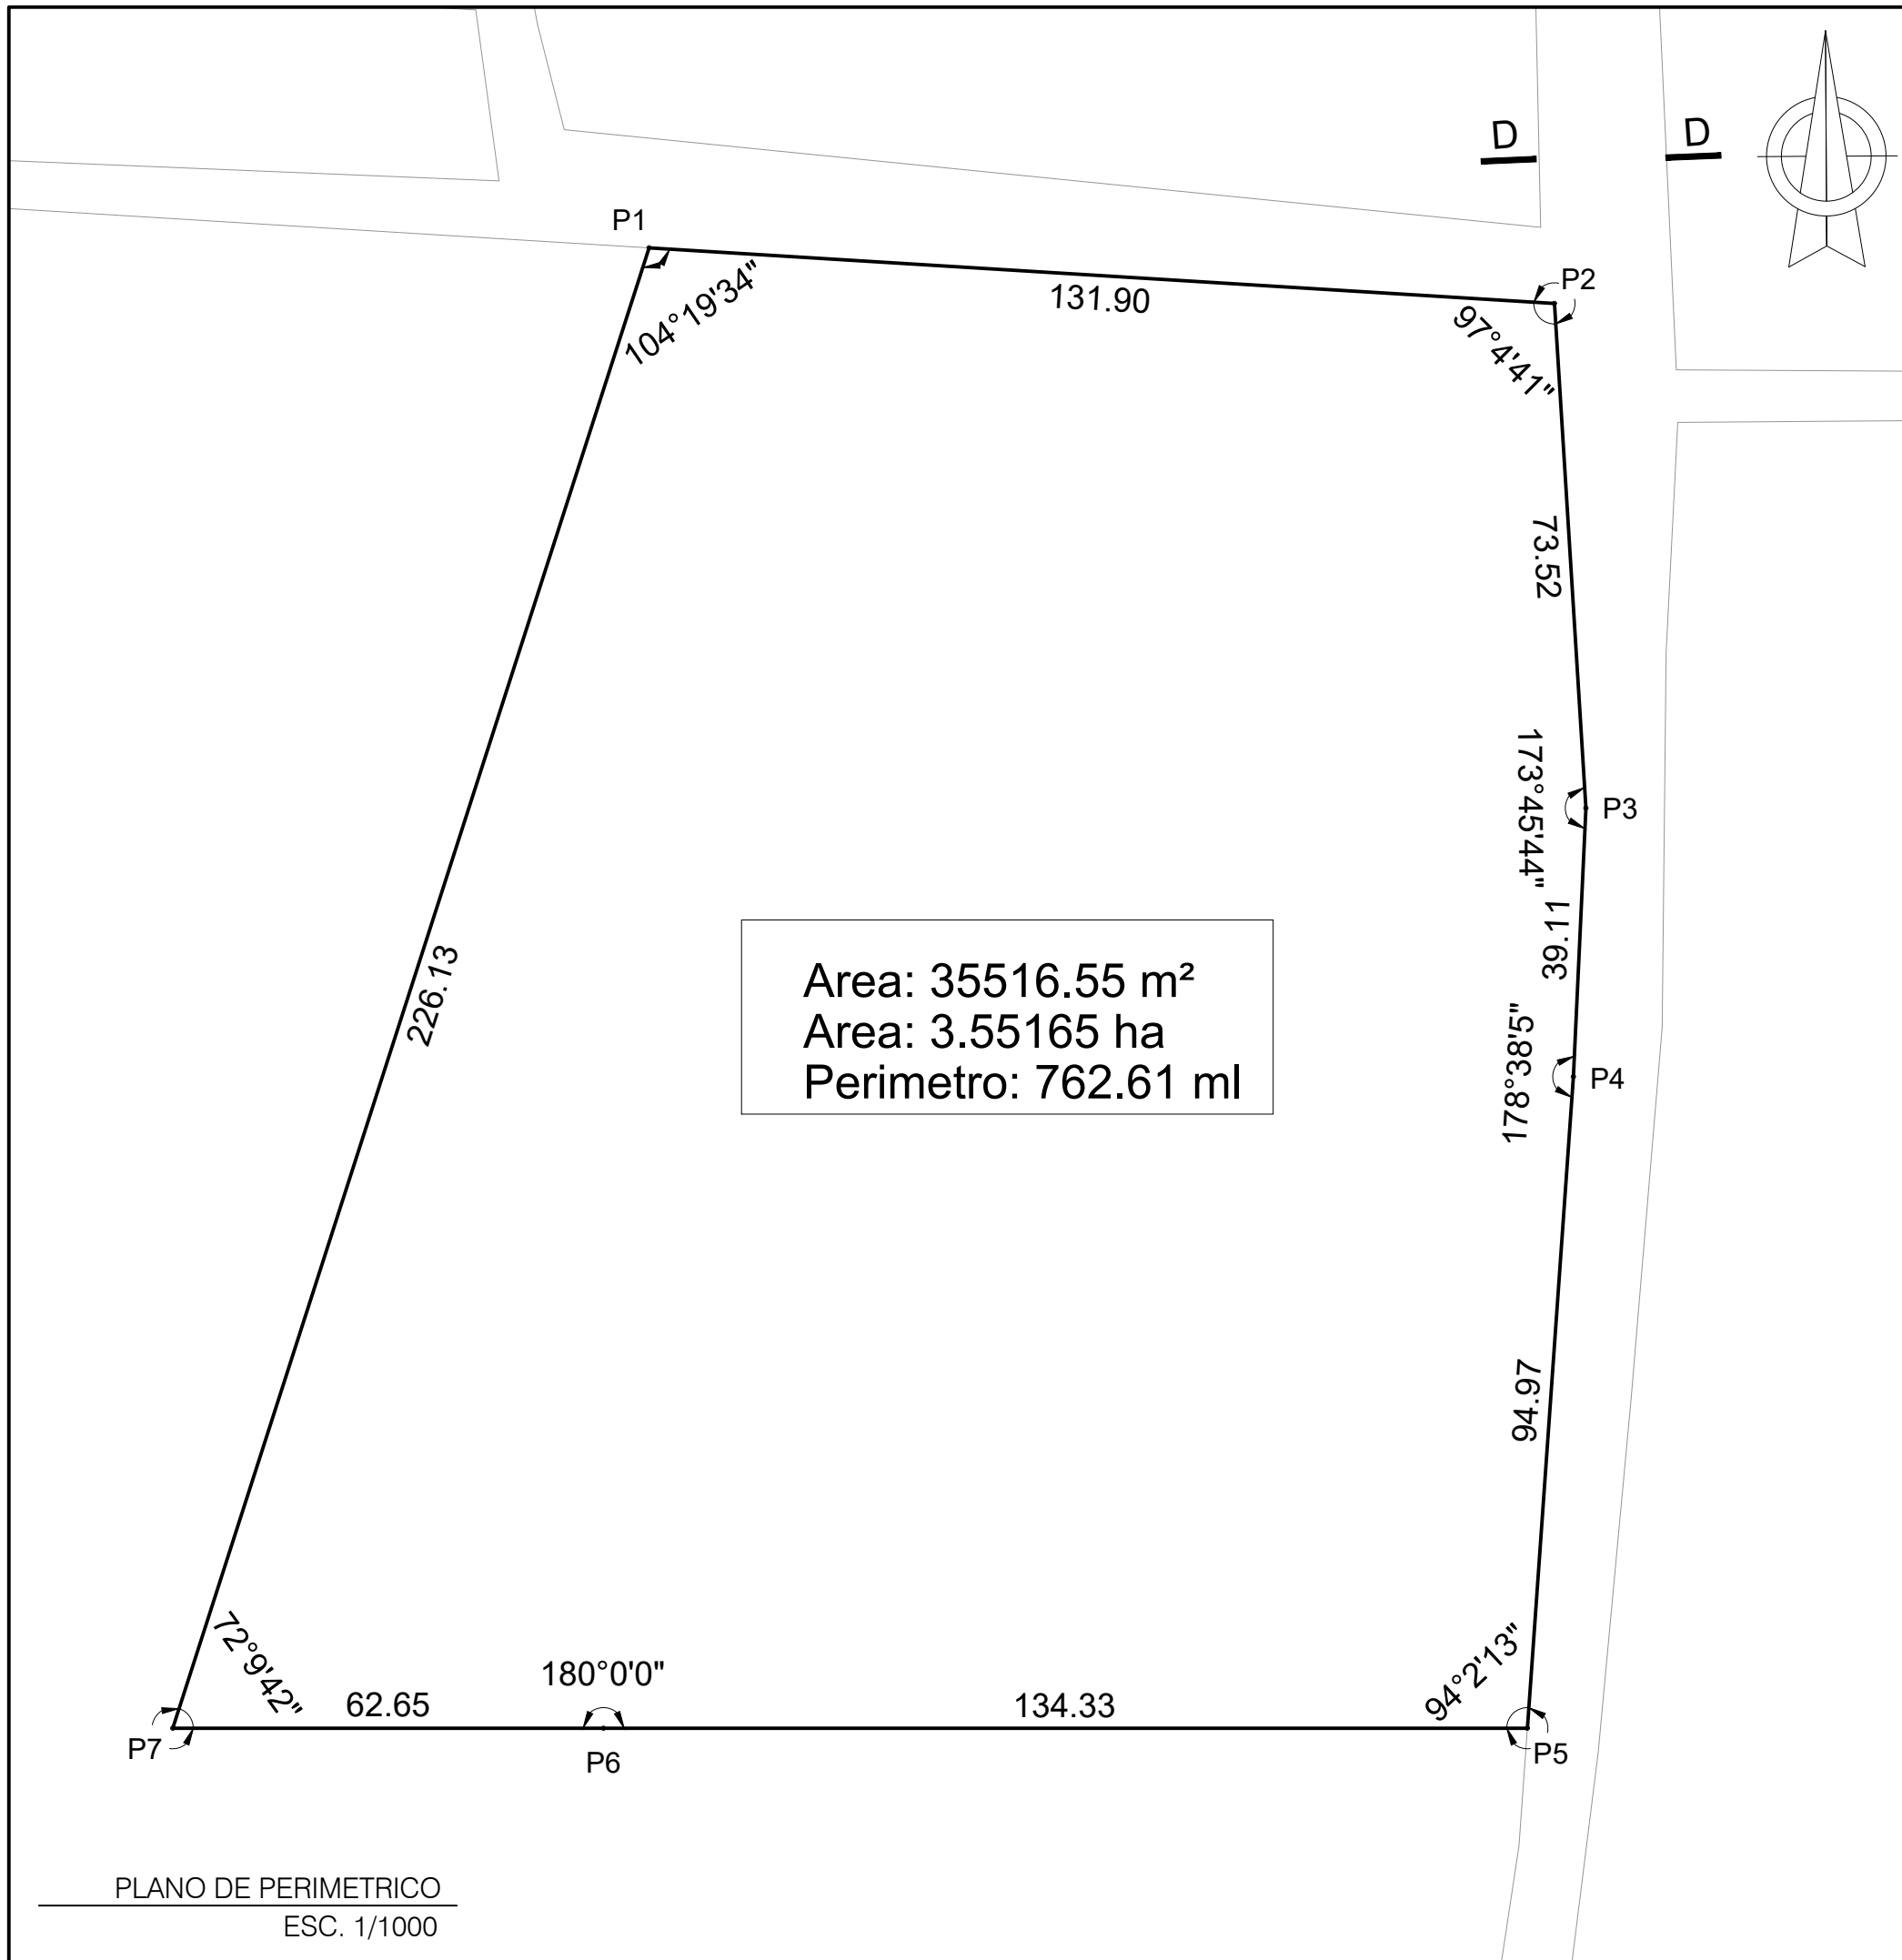 D
D
P1
P2
104°19'34"
131.90
97°4'41"
73.52
173°45'44"
P3
39.11
226.13
Area: 35516.55 m²
Area: 3.55165 ha
Perimetro: 762.61 ml
178°38'5"
P4
94.97
72°9'42"
62.65
180°0'0"
134.33
94°2'13"
P7
P6
P5
PLANO DE PERIMETRICO
ESC. 1/1000